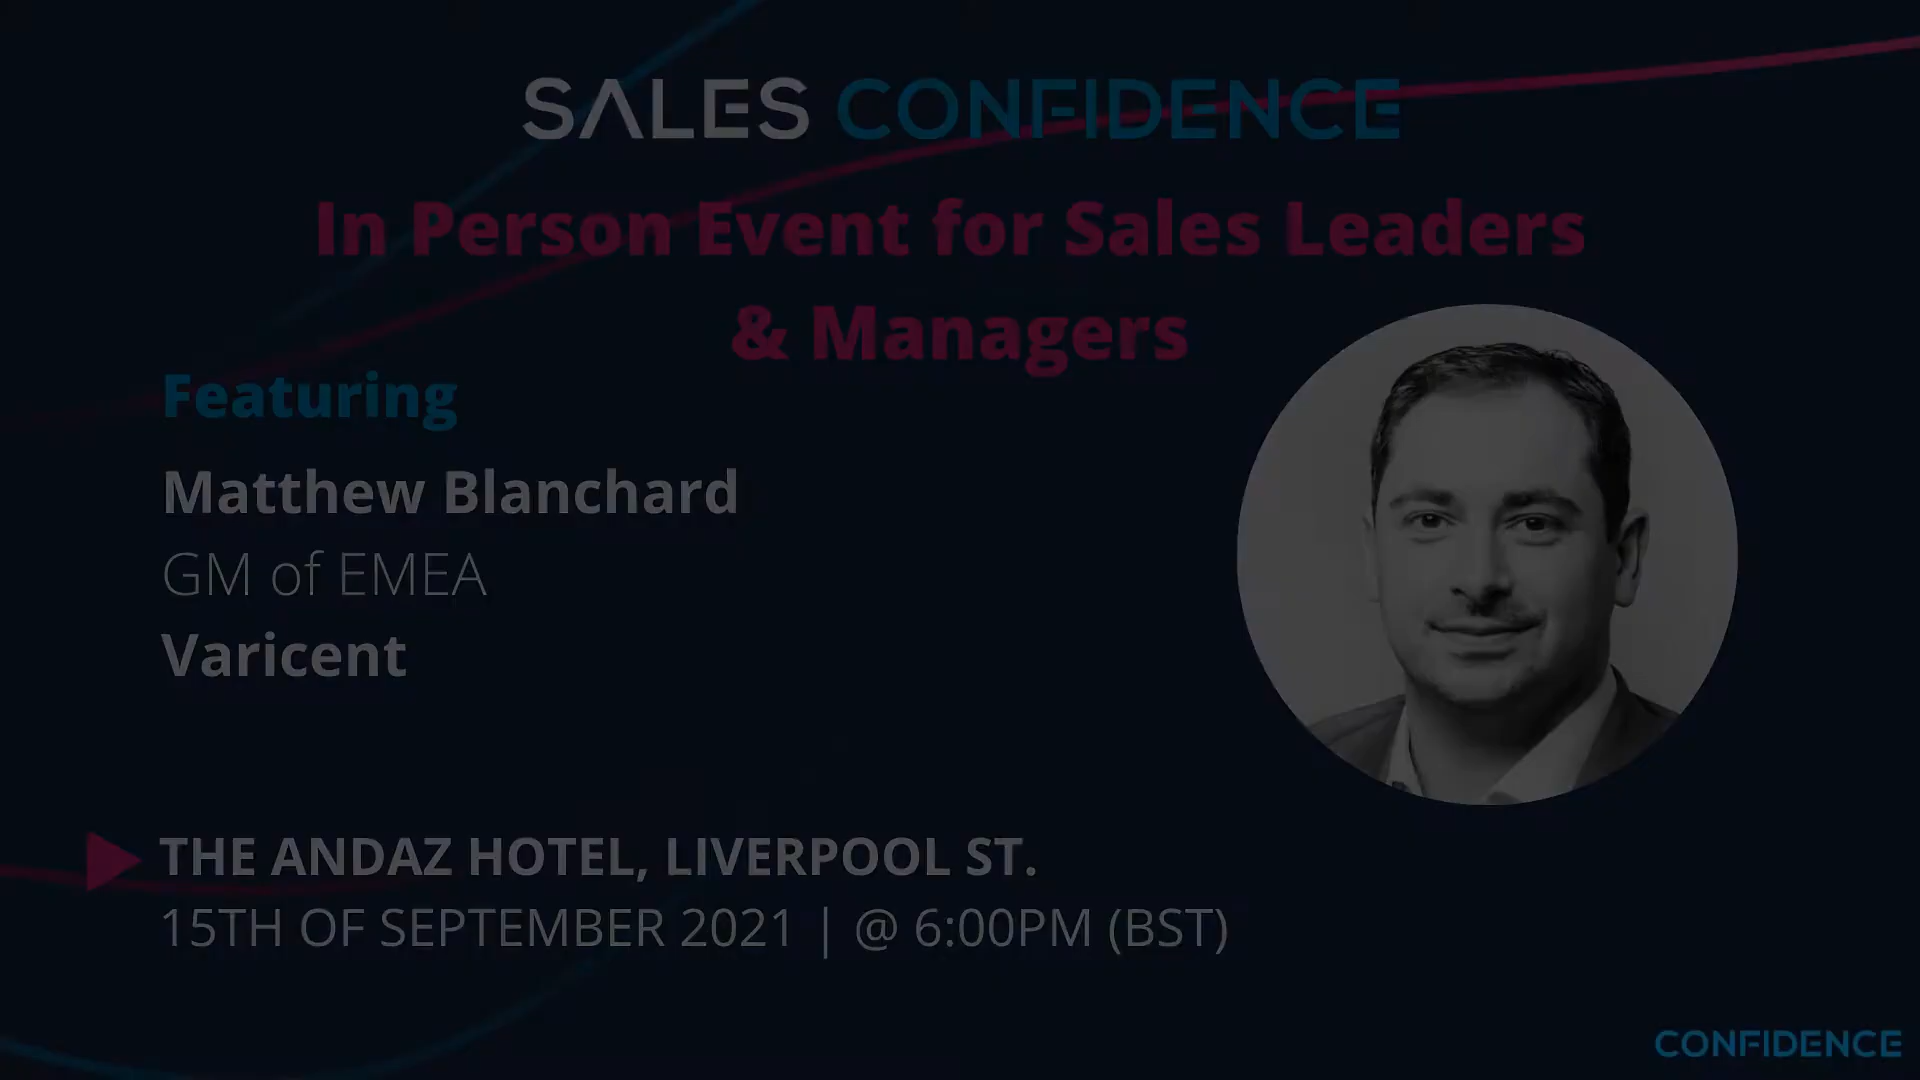 SALES CONFIDENCE
In Person Event for Sales Leaders
& Managers
Featuring
Matthew Blanchard
GM of EMEA
Varicent
THE ANDAZ HOTEL, LIVERPOOL ST.
15TH OF SEPTEMBER 2021 | @ 6:00PM (BST)
CONFIDENCE